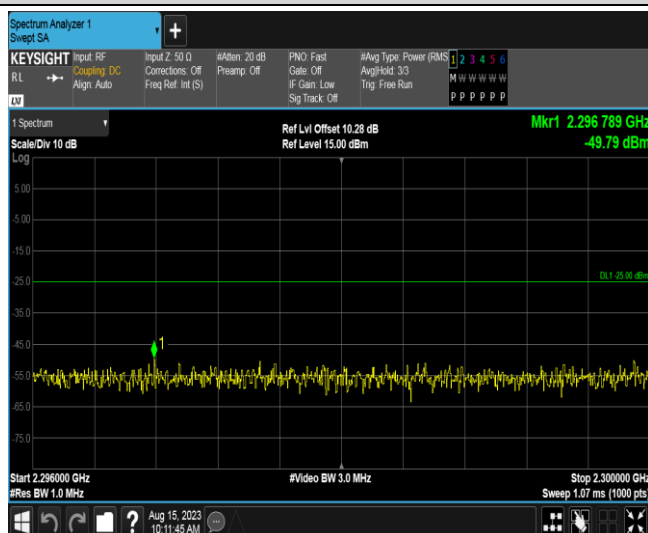 Spectrum Analyzer 1
Swept SA
+
KEYSIGHT
RL
Input: RF
Coupling: DC
Align: Auto
Input Z: 50 Ω
Corrections: Off
Freq Ref: Int (S)
#Atten: 20 dB
Preamp: Off
PNO: Fast
Gate: Off
IF Gain: Low
Sig Track: Off
#Avg Type: Power (RMS
Avg|Hold: 3/3
Trig: Free Run
1 2 3 4 5 6
M W W W W W
P P P P P P
LXI
1 Spectrum
Scale/Div 10 dB
Ref Lvl Offset 10.28 dB
Ref Level 15.00 dBm
Mkr1 2.296 789 GHz
-49.79 dBm
Log
5.00
-5.00
-15.0
-25.0
DL1 -25.00 dBm
-35.0
-45.0
1
-55.0
-65.0
-75.0
Start 2.296000 GHz
#Res BW 1.0 MHz
#Video BW 3.0 MHz
Stop 2.300000 GHz
Sweep 1.07 ms (1000 pts)
?
Aug 15, 2023
10:11:45 AM